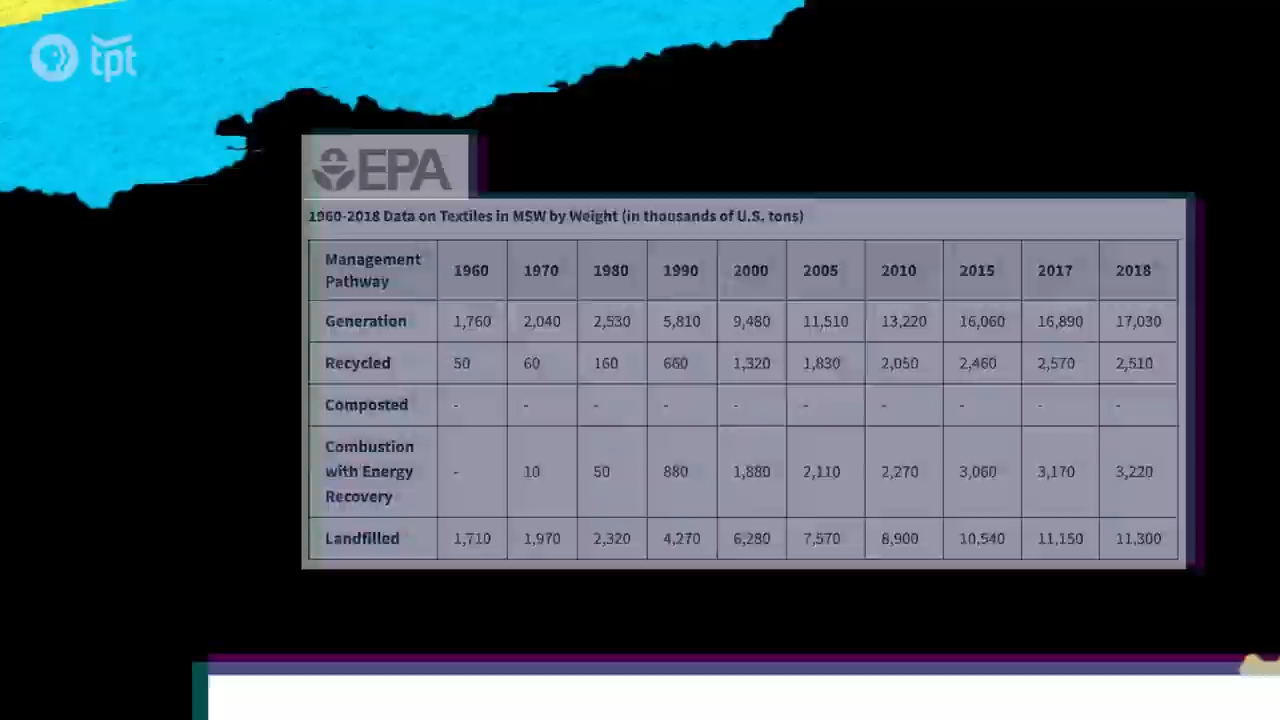 tpt
EPA
1960-2018 Data on Textiles in MSW by Weight (in thousands of U.S. tons)
Management Pathway 1960 1970 1980 1990 2000 2005 2010 2015 2017 2018
Generation 1,760 2,040 2,530 5,810 9,480 11,510 13,220 16,060 16,890 17,030
Recycled 50 60 160 660 1,320 1,830 2,050 2,460 2,570 2,510
Composted - - - - - - - - - -
Combustion with Energy Recovery - 10 50 880 1,880 2,110 2,270 3,060 3,170 3,220
Landfilled 1,710 1,970 2,320 4,270 6,280 7,570 8,900 10,540 11,150 11,300